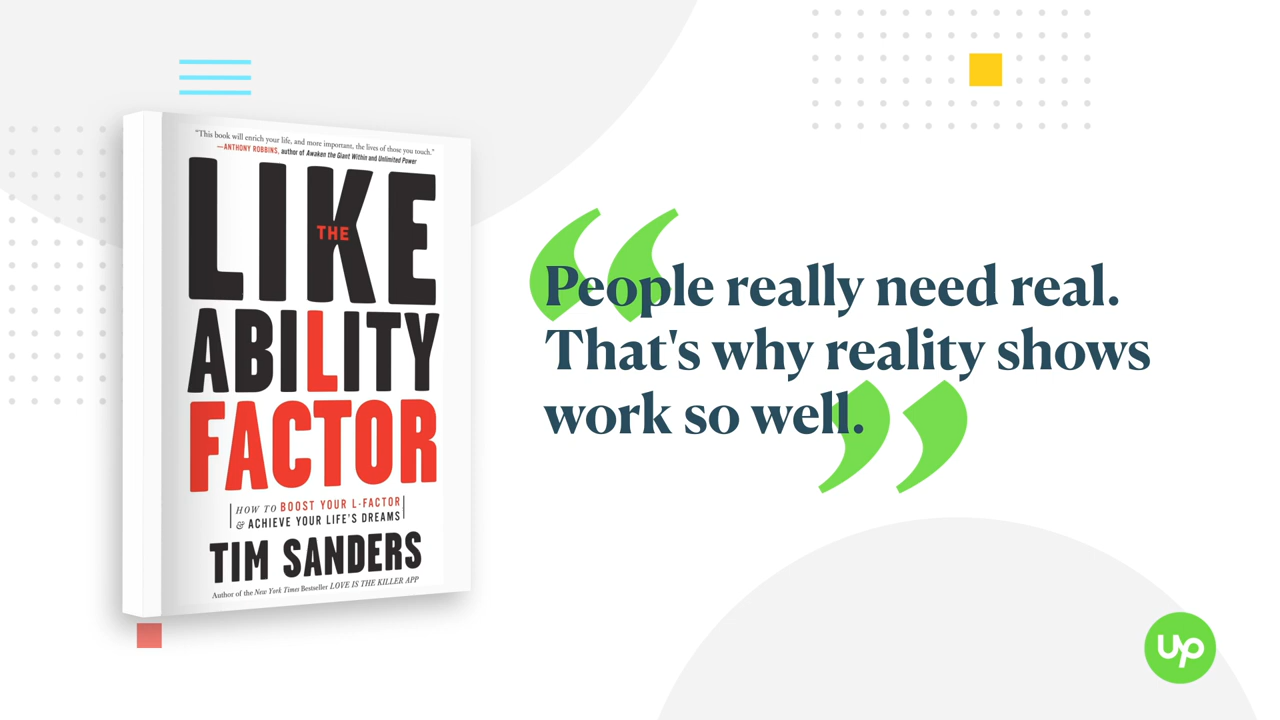 "This book will enrich your life, and more important, the lives of those you touch."
—ANTHONY ROBBINS, author of Awaken the Giant Within and Unlimited Power
THE
LIKE
ABILITY
FACTOR
HOW TO BOOST YOUR L-FACTOR
& ACHIEVE YOUR LIFE'S DREAMS
TIM SANDERS
Author of the New York Times Bestseller LOVE IS THE KILLER APP
“People really need real.
That's why reality shows
work so well.”
Up